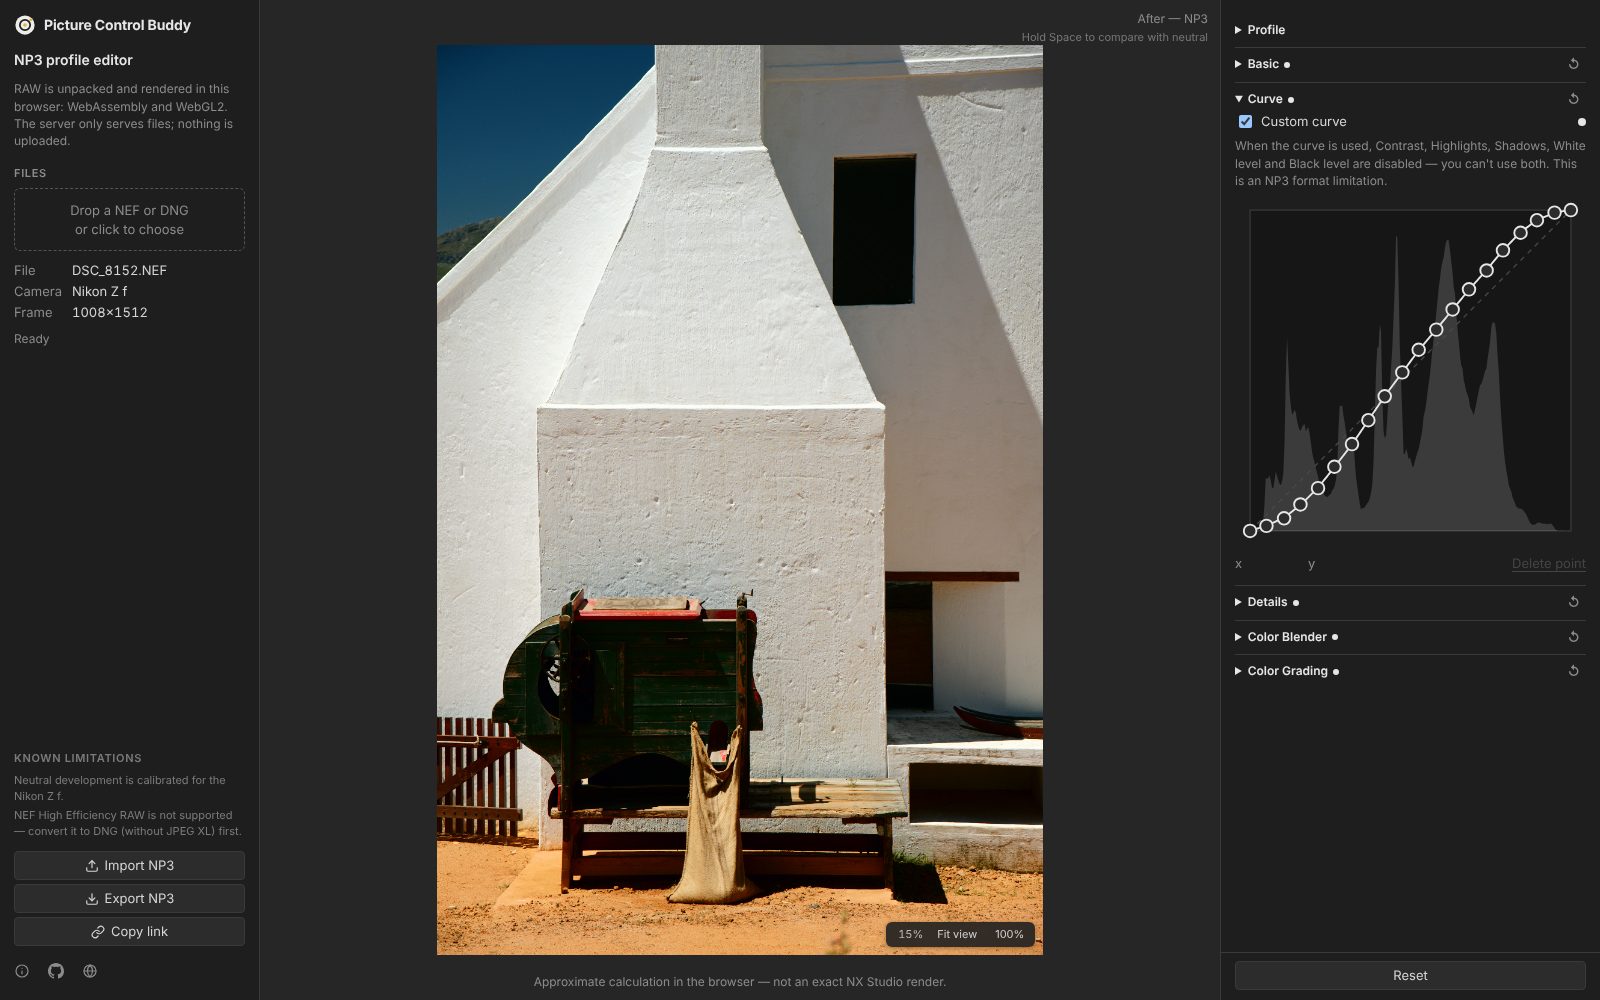 Picture Control Buddy
NP3 profile editor
RAW is unpacked and rendered in this
browser: WebAssembly and WebGL2.
The server only serves files; nothing is
uploaded.
FILES
Drop a NEF or DNG
or click to choose
File DSC_8152.NEF
Camera Nikon Z f
Frame 1008×1512
Ready
KNOWN LIMITATIONS
Neutral development is calibrated for the
Nikon Z f.
NEF High Efficiency RAW is not supported
— convert it to DNG (without JPEG XL) first.
Import NP3
Export NP3
Copy link
After — NP3
Hold Space to compare with neutral
15% Fit view 100%
Approximate calculation in the browser — not an exact NX Studio render.
Profile
Basic
Curve
Custom curve
When the curve is used, Contrast, Highlights, Shadows, White
level and Black level are disabled — you can't use both. This
is an NP3 format limitation.
x y Delete point
Details
Color Blender
Color Grading
Reset